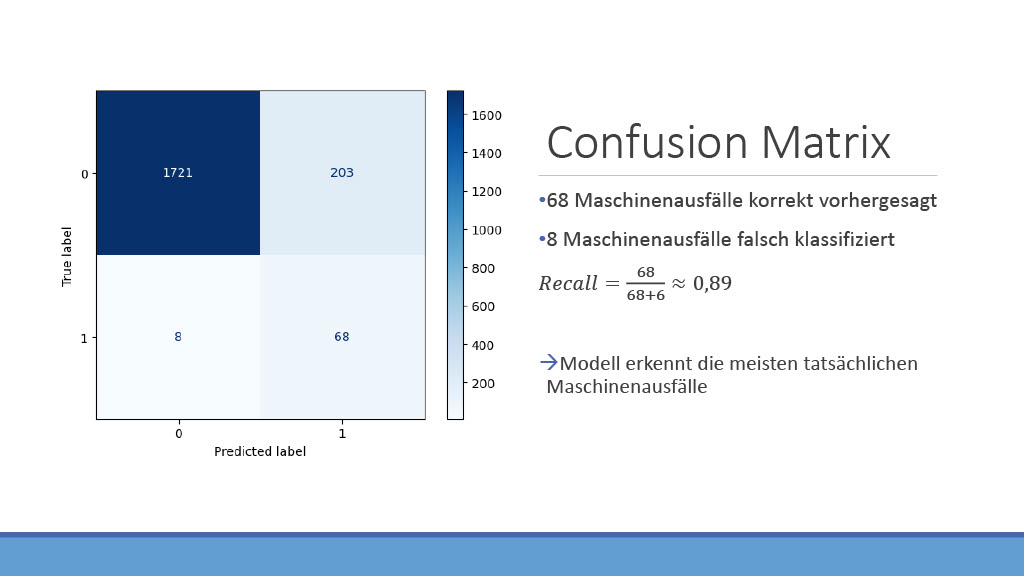 Confusion Matrix
•68 Maschinenausfälle korrekt vorhergesagt
•8 Maschinenausfälle falsch klassifiziert
Recall = 68/(68+6) ≈ 0,89
→Modell erkennt die meisten tatsächlichen
Maschinenausfälle
True label
0
1
1721
203
8
68
0
1
Predicted label
1600
1400
1200
1000
800
600
400
200